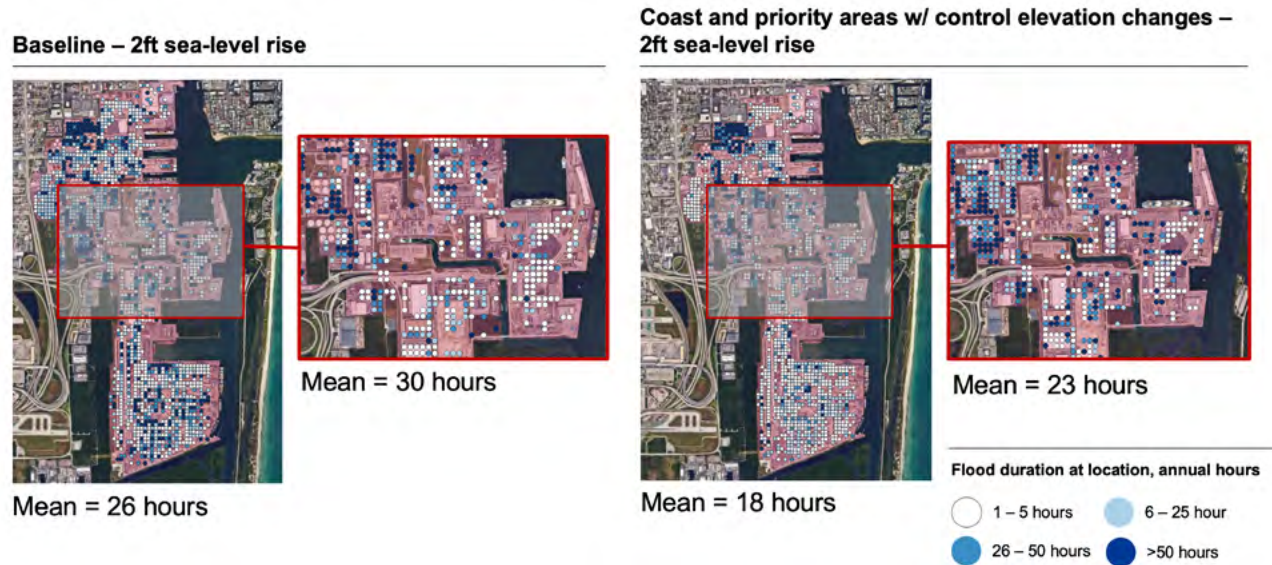 Baseline – 2ft sea-level rise
Coast and priority areas w/ control elevation changes –
2ft sea-level rise
Mean = 30 hours
Mean = 26 hours
Mean = 23 hours
Mean = 18 hours
Flood duration at location, annual hours
1 – 5 hours
6 – 25 hour
26 – 50 hours
>50 hours